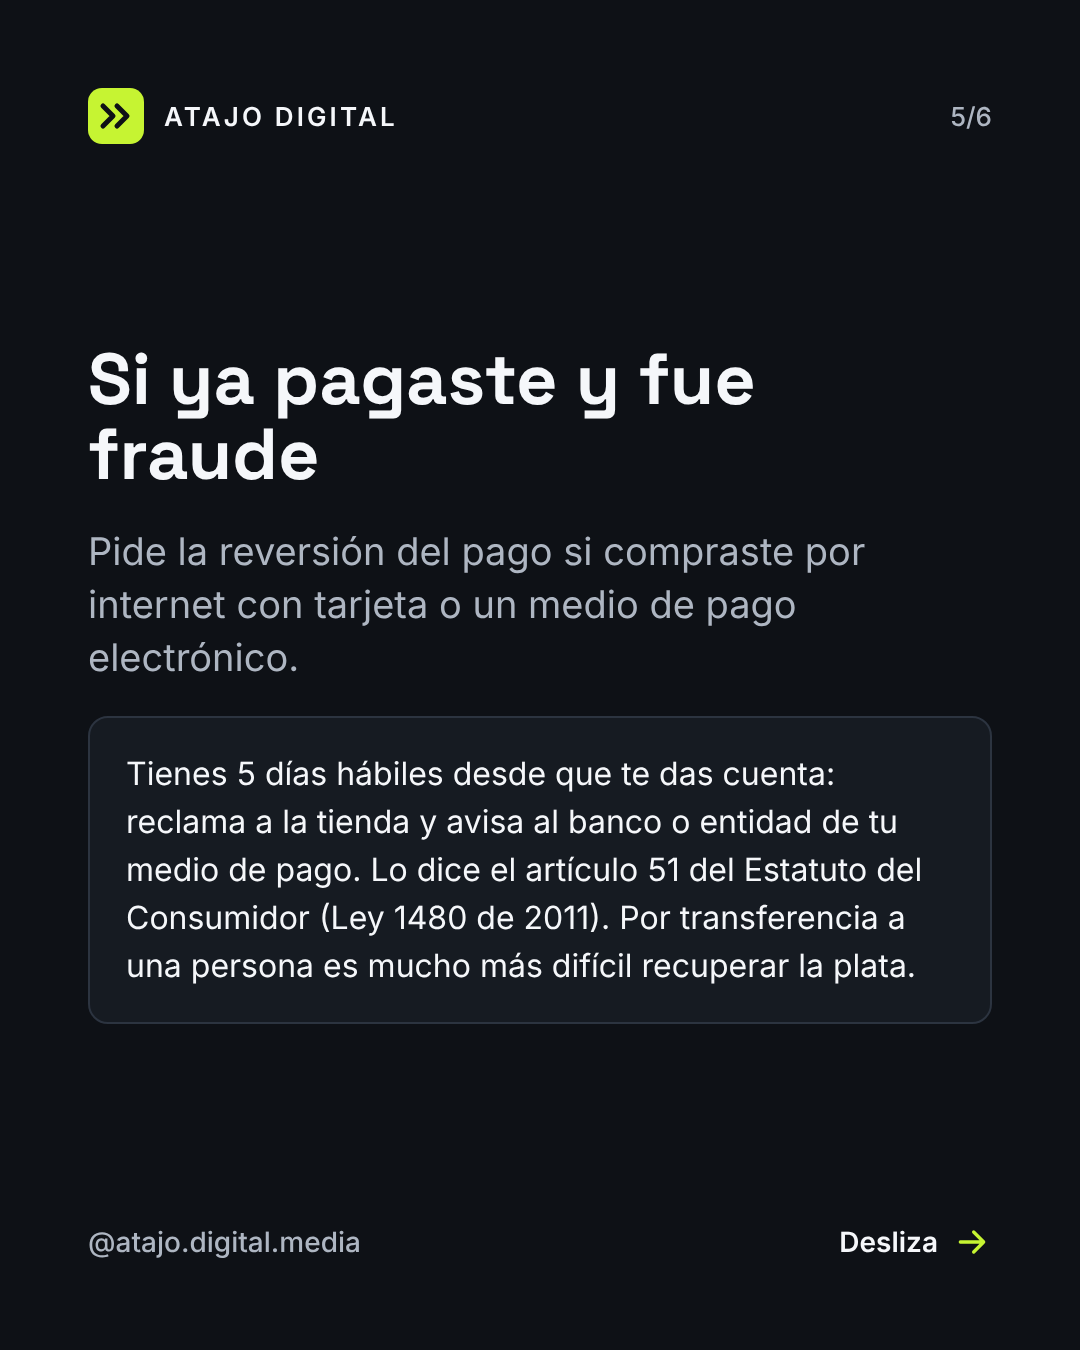 ATAJO DIGITAL
5/6
Si ya pagaste y fue
fraude
Pide la reversión del pago si compraste por
internet con tarjeta o un medio de pago
electrónico.
Tienes 5 días hábiles desde que te das cuenta:
reclama a la tienda y avisa al banco o entidad de tu
medio de pago. Lo dice el artículo 51 del Estatuto del
Consumidor (Ley 1480 de 2011). Por transferencia a
una persona es mucho más difícil recuperar la plata.
@atajo.digital.media
Desliza →